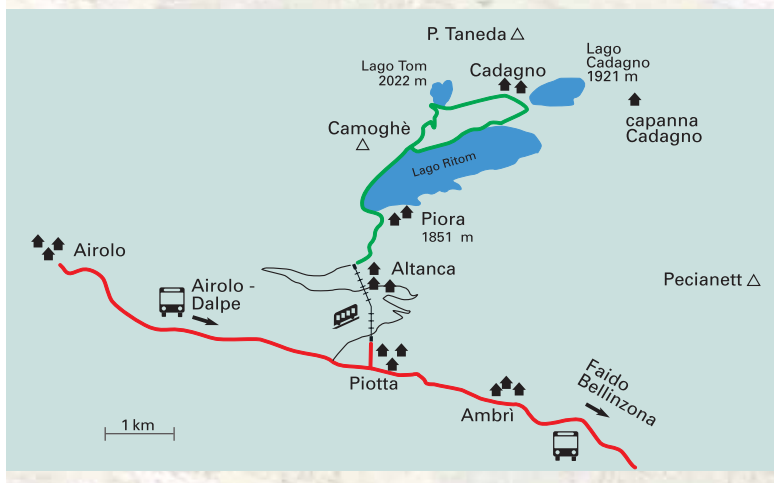 P. Taneda
Lago Tom
2022 m
Cadagno
Lago
Cadagno
1921 m
capanna
Cadagno
Camoghè
Lago Ritom
Piora
1851 m
Airolo
Altanca
Airolo -
Dalpe
Pecianett
Piotta
Faido
Bellinzona
Ambrì
1 km